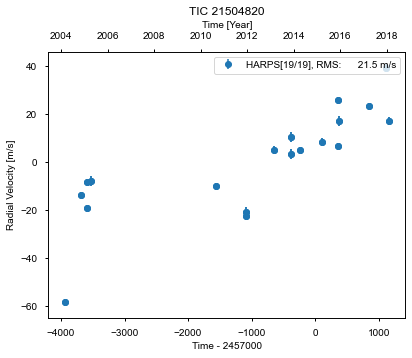 TIC 21504820
Time [Year]
2004 2006 2008 2010 2012 2014 2016 2018
HARPS[19/19], RMS: 21.5 m/s
Radial Velocity [m/s]
40
20
0
−20
−40
−60
−4000 −3000 −2000 −1000 0 1000
Time - 2457000